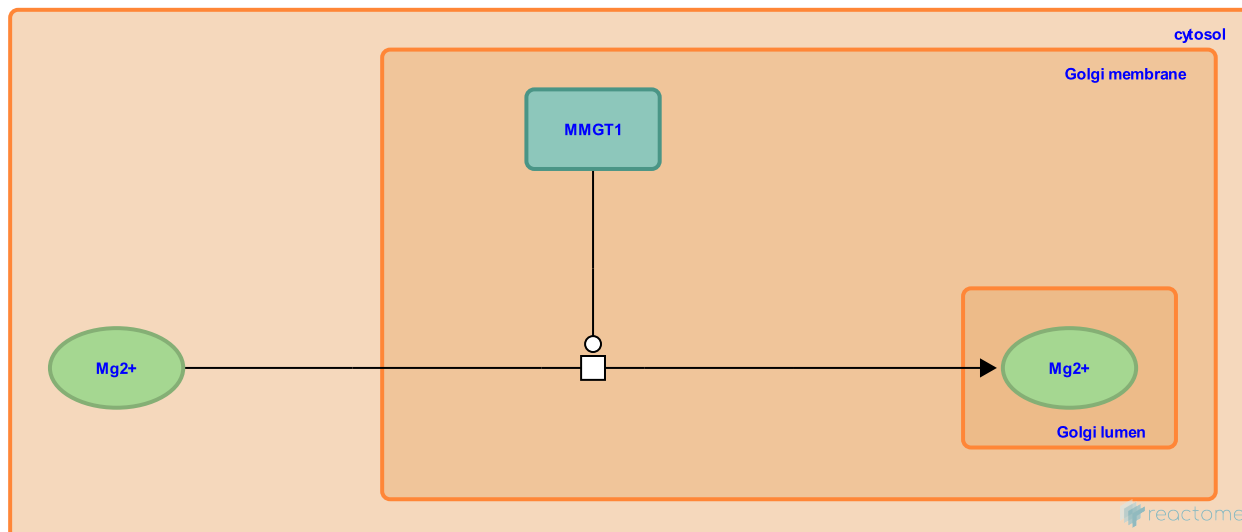 cytosol
Golgi membrane
MMGT1
Mg2+
Mg2+
Golgi lumen
reactome